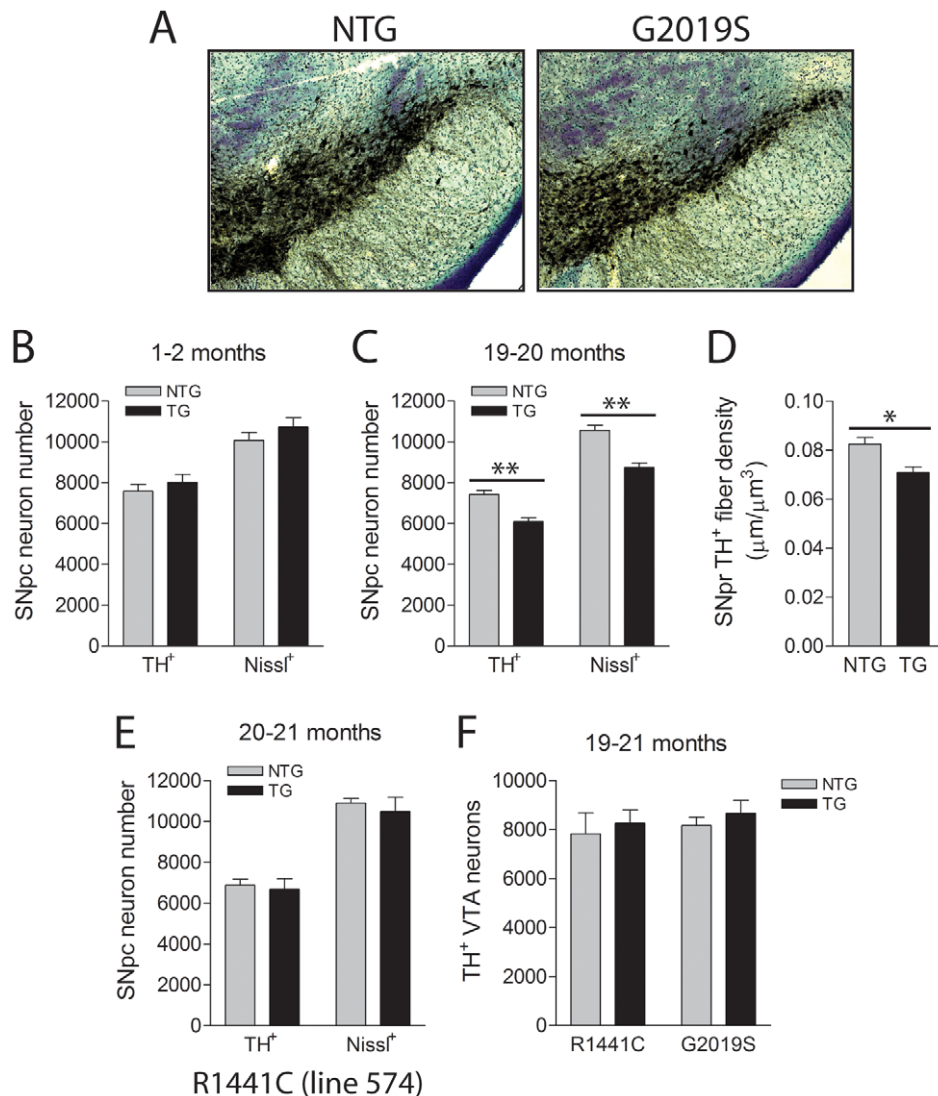 A
NTG
G2019S
B
1-2 months
NTG
TG
SNpc neuron number
12000
10000
8000
6000
4000
2000
0
TH+
Nissl+
C
19-20 months
NTG
TG
SNpc neuron number
12000
10000
8000
6000
4000
2000
0
**
**
TH+
Nissl+
D
SNpr TH+ fiber density
(μm/μm³)
0.10
0.08
0.06
0.04
0.02
0.00
*
NTG
TG
E
20-21 months
NTG
TG
SNpc neuron number
12000
10000
8000
6000
4000
2000
0
TH+
Nissl+
R1441C (line 574)
F
19-21 months
NTG
TG
TH+ VTA neurons
10000
8000
6000
4000
2000
0
R1441C
G2019S